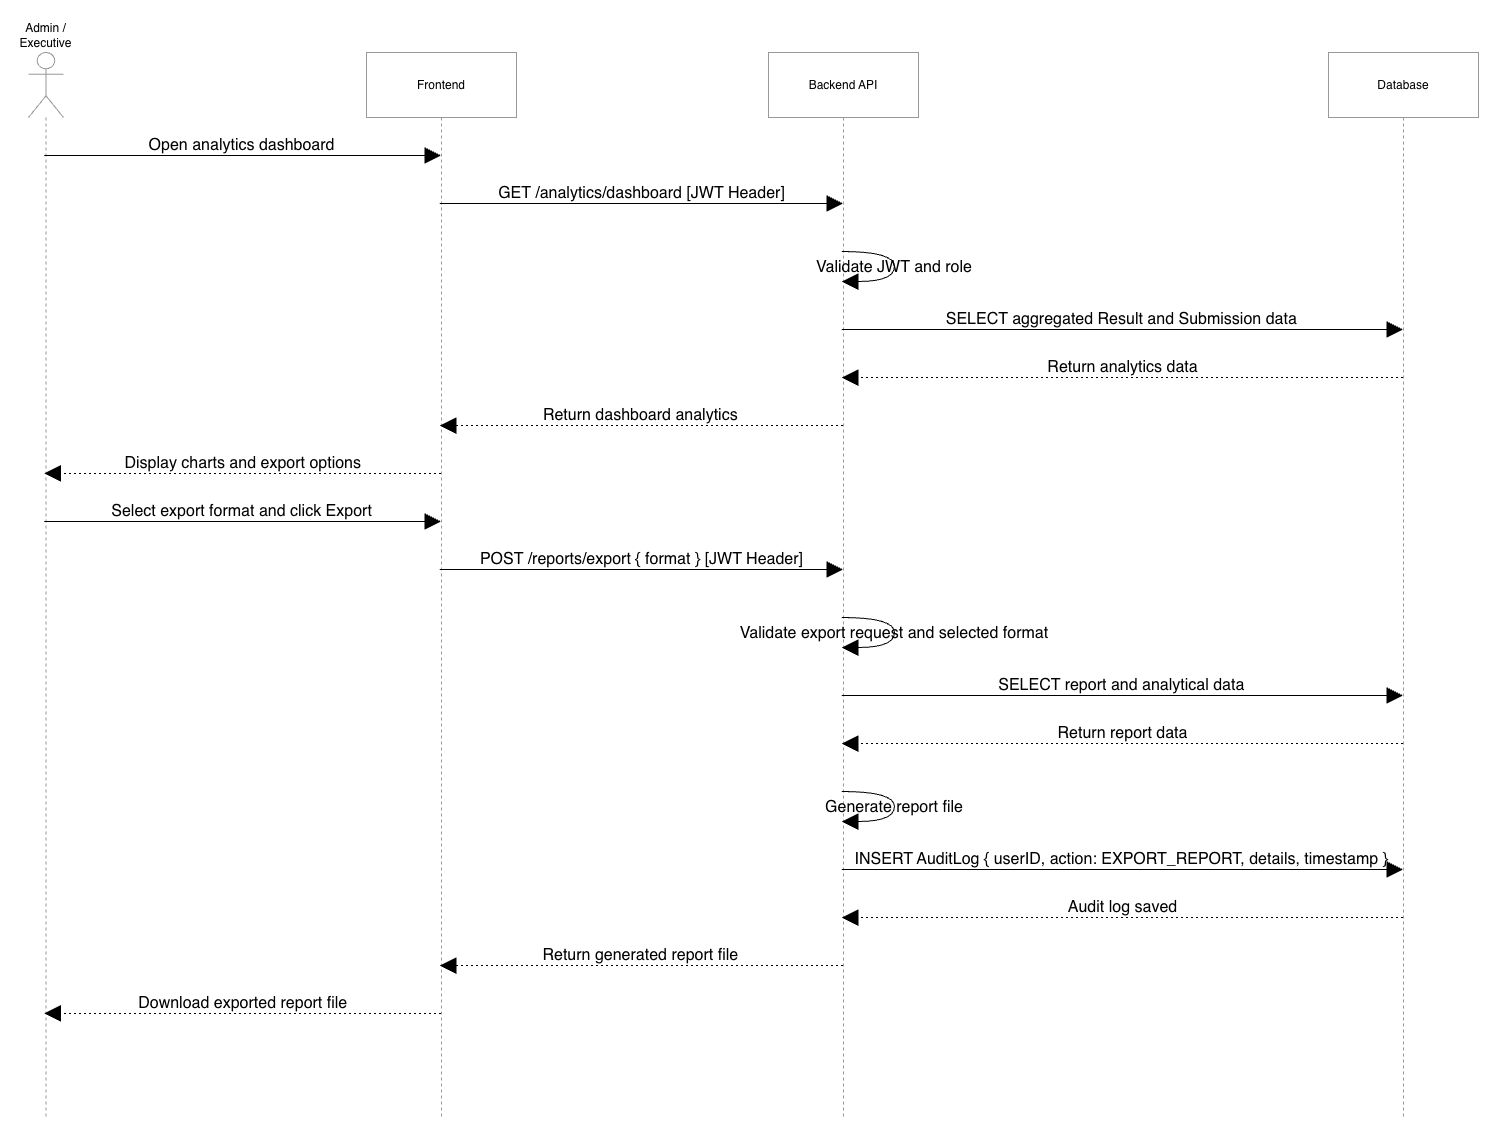 Admin /
Executive
Frontend
Backend API
Database
Open analytics dashboard
GET /analytics/dashboard [JWT Header]
Validate JWT and role
SELECT aggregated Result and Submission data
Return analytics data
Return dashboard analytics
Display charts and export options
Select export format and click Export
POST /reports/export { format } [JWT Header]
Validate export request and selected format
SELECT report and analytical data
Return report data
Generate report file
INSERT AuditLog { userID, action: EXPORT_REPORT, details, timestamp }
Audit log saved
Return generated report file
Download exported report file